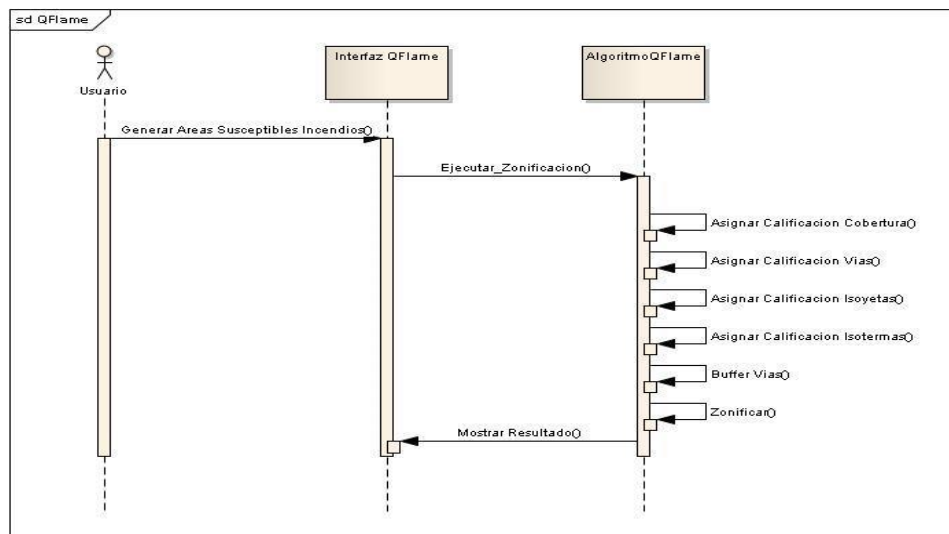 sd QFlame
Usuario
Interfaz QFlame
AlgoritmoQFlame
Generar Areas Susceptibles Incendios()
Ejecutar_Zonificacion()
Asignar Calificacion Cobertura()
Asignar Calificacion Vias()
Asignar Calificacion Isoyetas()
Asignar Calificacion Isotermas()
Buffer Vias()
Zonificar()
Mostrar Resultado()